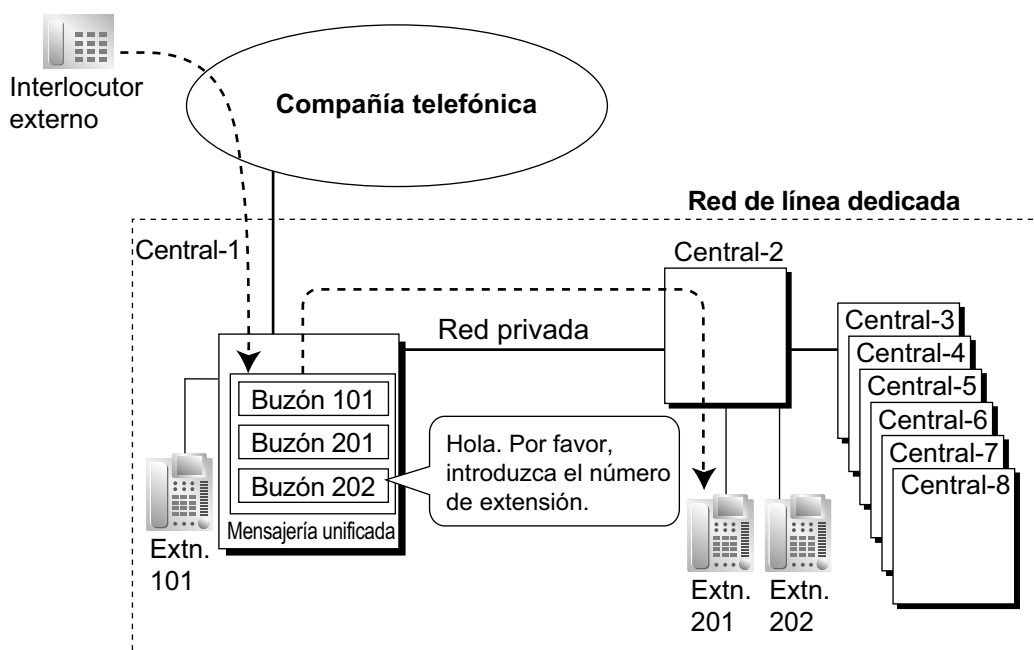 Interlocutor
externo
Compañía telefónica
Red de línea dedicada
Central-1
Central-2
Red privada
Central-3
Central-4
Central-5
Central-6
Central-7
Central-8
Buzón 101
Buzón 201
Buzón 202
Mensajería unificada
Hola. Por favor,
introduzca el número
de extensión.
Extn.
101
Extn.
201
Extn.
202